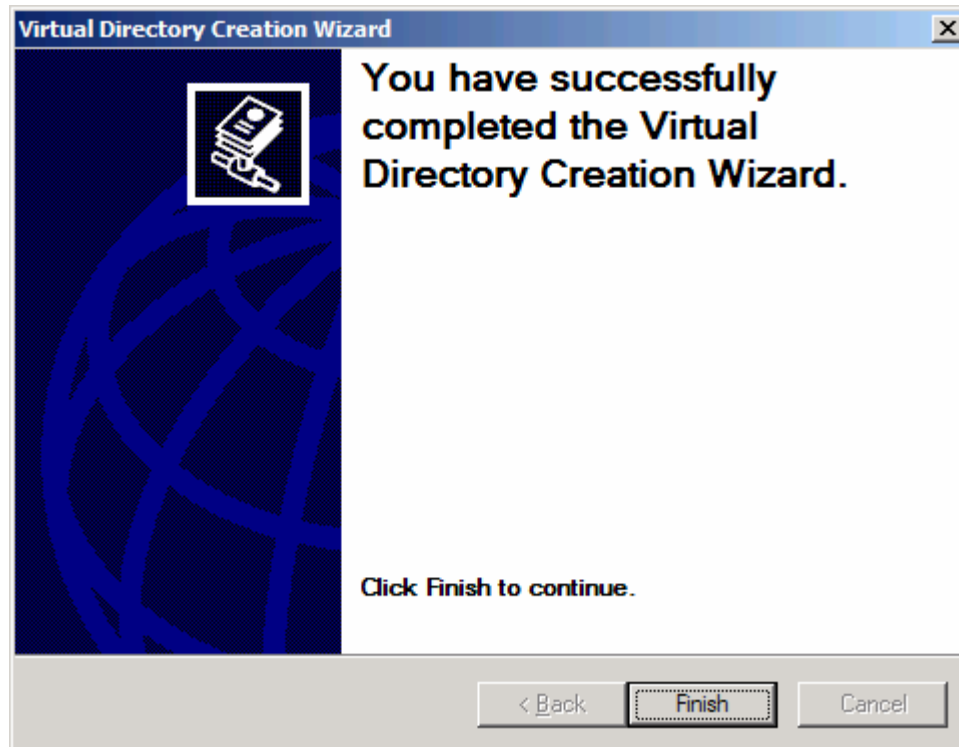 Virtual Directory Creation Wizard
You have successfully
completed the Virtual
Directory Creation Wizard.
Click Finish to continue.
< Back
Finish
Cancel